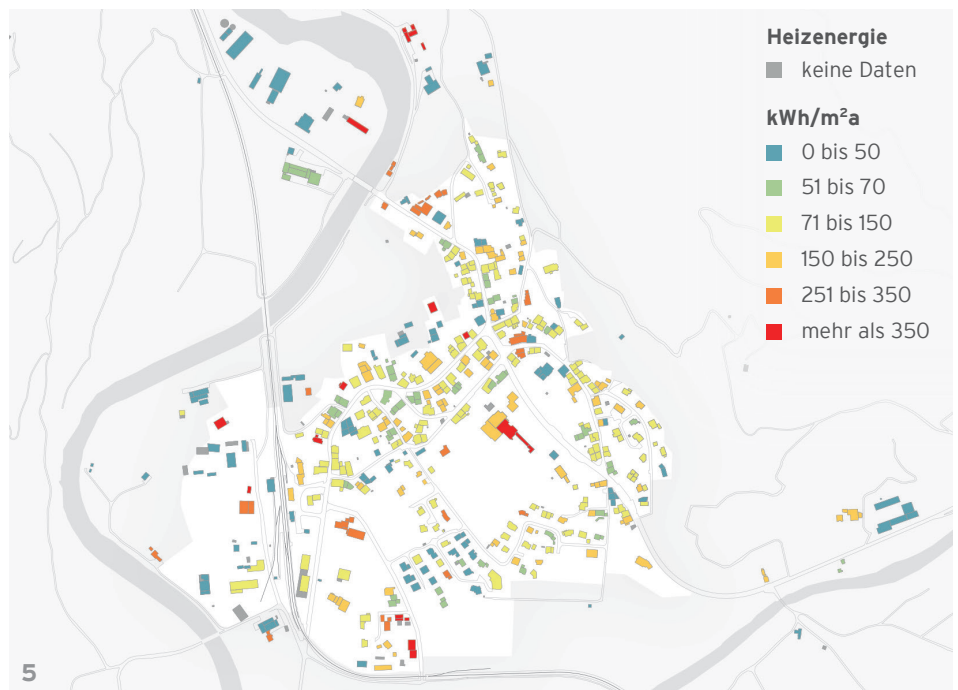 Heizenergie
keine Daten
kWh/m²a
0 bis 50
51 bis 70
71 bis 150
150 bis 250
251 bis 350
mehr als 350
5